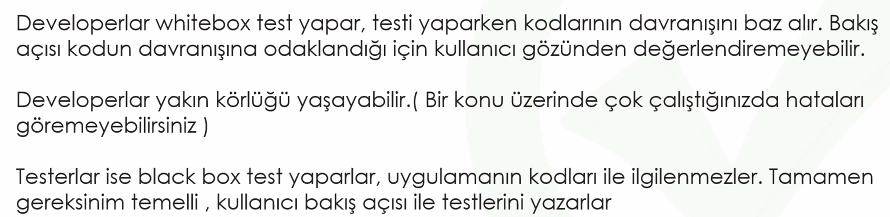 Developerlar whitebox test yapar, testi yaparken kodlarının davranışını baz alır. Bakış
açısı kodun davranışına odaklandığı için kullanıcı gözünden değerlendiremeyebilir.
Developerlar yakın körlüğü yaşayabilir.( Bir konu üzerinde çok çalıştığınızda hataları
göremeyebilirsiniz )
Testerlar ise black box test yaparlar, uygulamanın kodları ile ilgilenmezler. Tamamen
gereksinim temelli , kullanıcı bakış açısı ile testlerini yazarlar